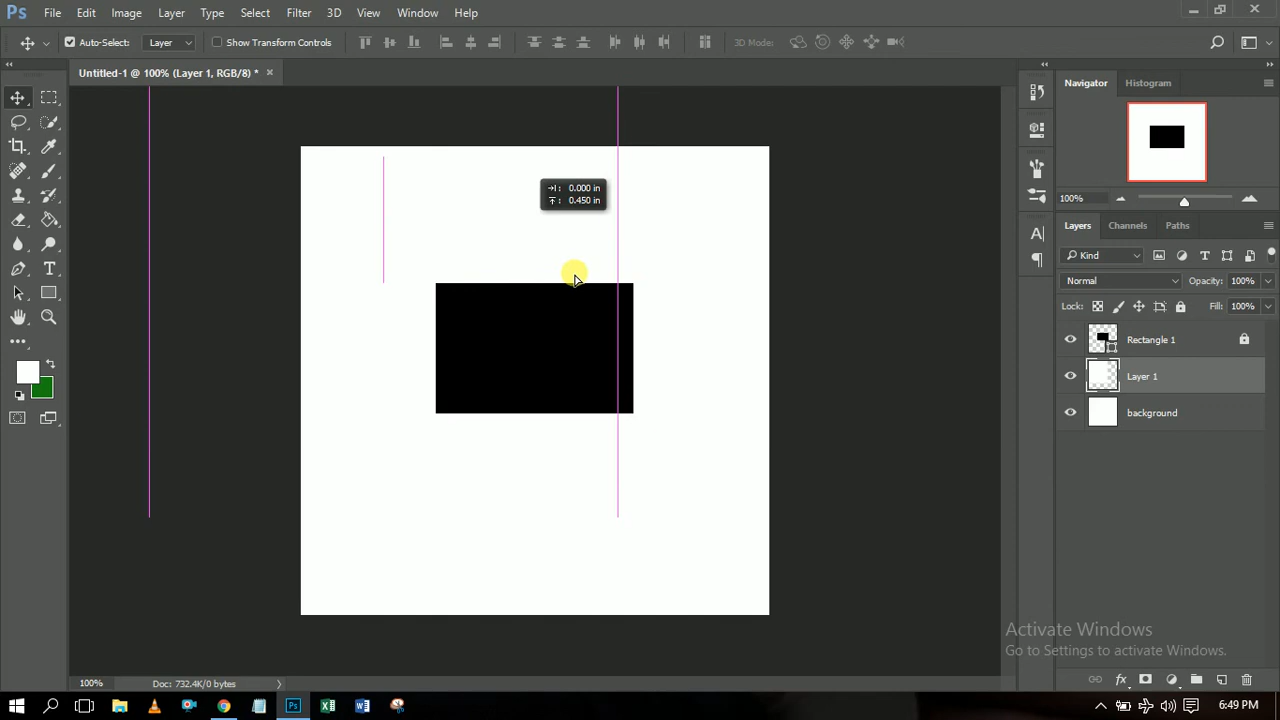 Ps File Edit Image Layer Type Select Filter 3D View Window Help
Auto-Select: Layer Show Transform Controls 3D Mode:
Untitled-1 @ 100% (Layer 1, RGB/8) *
Navigator Histogram
0.000 in
0.450 in
100%
Layers Channels Paths
Kind
Normal Opacity: 100%
Lock: Fill: 100%
Rectangle 1
Layer 1
background
Activate Windows
Go to Settings to activate Windows.
100% Doc: 732.4K/0 bytes
6:49 PM